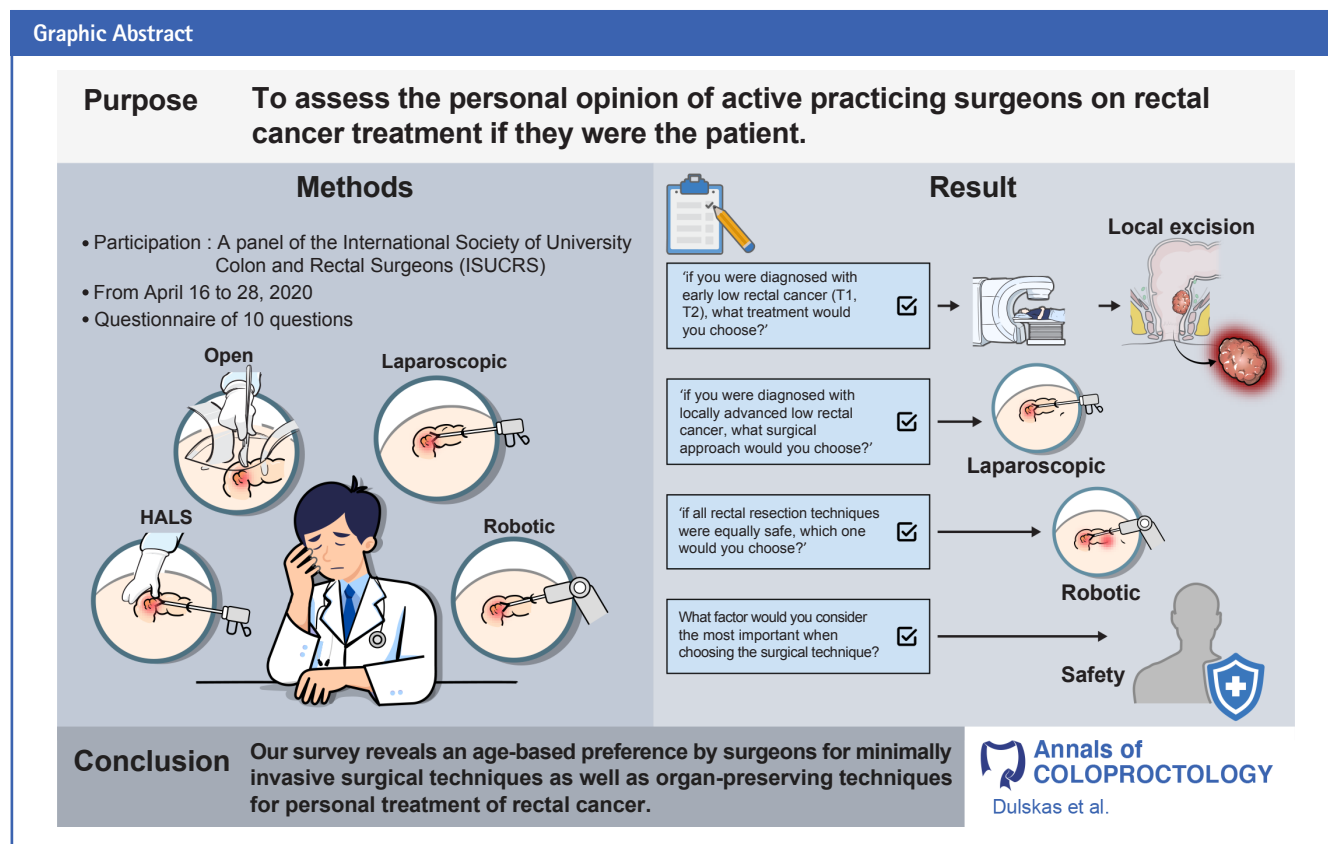 Graphic Abstract
Purpose
To assess the personal opinion of active practicing surgeons on rectal
cancer treatment if they were the patient.
Methods
• Participation : A panel of the International Society of University
Colon and Rectal Surgeons (ISUCRS)
• From April 16 to 28, 2020
• Questionnaire of 10 questions
Open
Laparoscopic
HALS
Robotic
Result
‘if you were diagnosed with
early low rectal cancer (T1,
T2), what treatment would
you choose?’
Local excision
‘if you were diagnosed with
locally advanced low rectal
cancer, what surgical
approach would you choose?’
Laparoscopic
‘if all rectal resection techniques
were equally safe, which one
would you choose?’
Robotic
What factor would you consider
the most important when
choosing the surgical technique?
Safety
Conclusion
Our survey reveals an age-based preference by surgeons for minimally
invasive surgical techniques as well as organ-preserving techniques
for personal treatment of rectal cancer.
Annals of
COLOPROCTOLOGY
Dulskas et al.